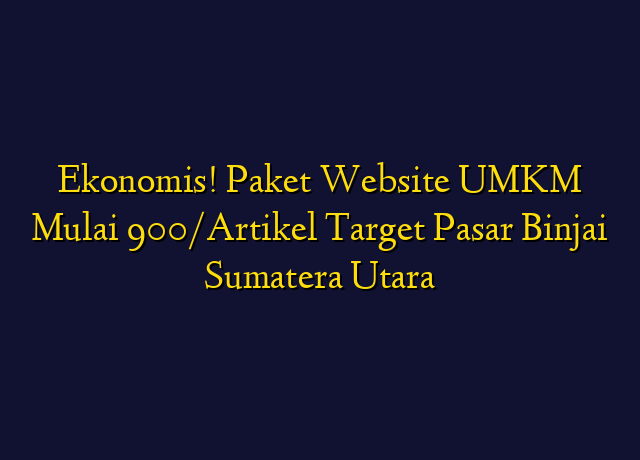 Ekonomis! Paket Website UMKM
Mulai 900/Artikel Target Pasar Binjai
Sumatera Utara